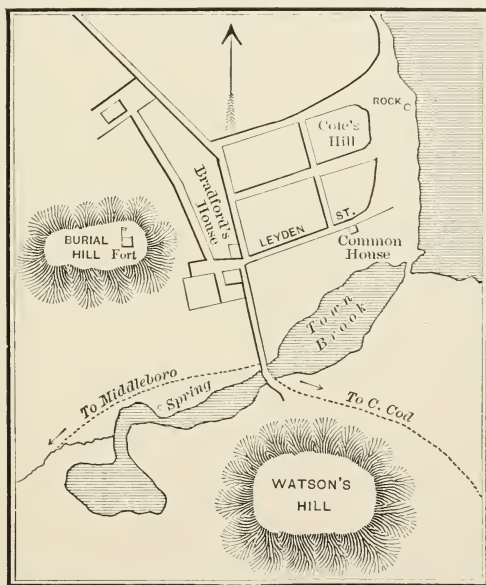 ROCK
Cole's
Hill
Bradford's
House
BURIAL
HILL Fort
LEYDEN ST.
Common
House
Town
Brook
To Middleboro
Spring
To C. Cod
WATSON'S
HILL